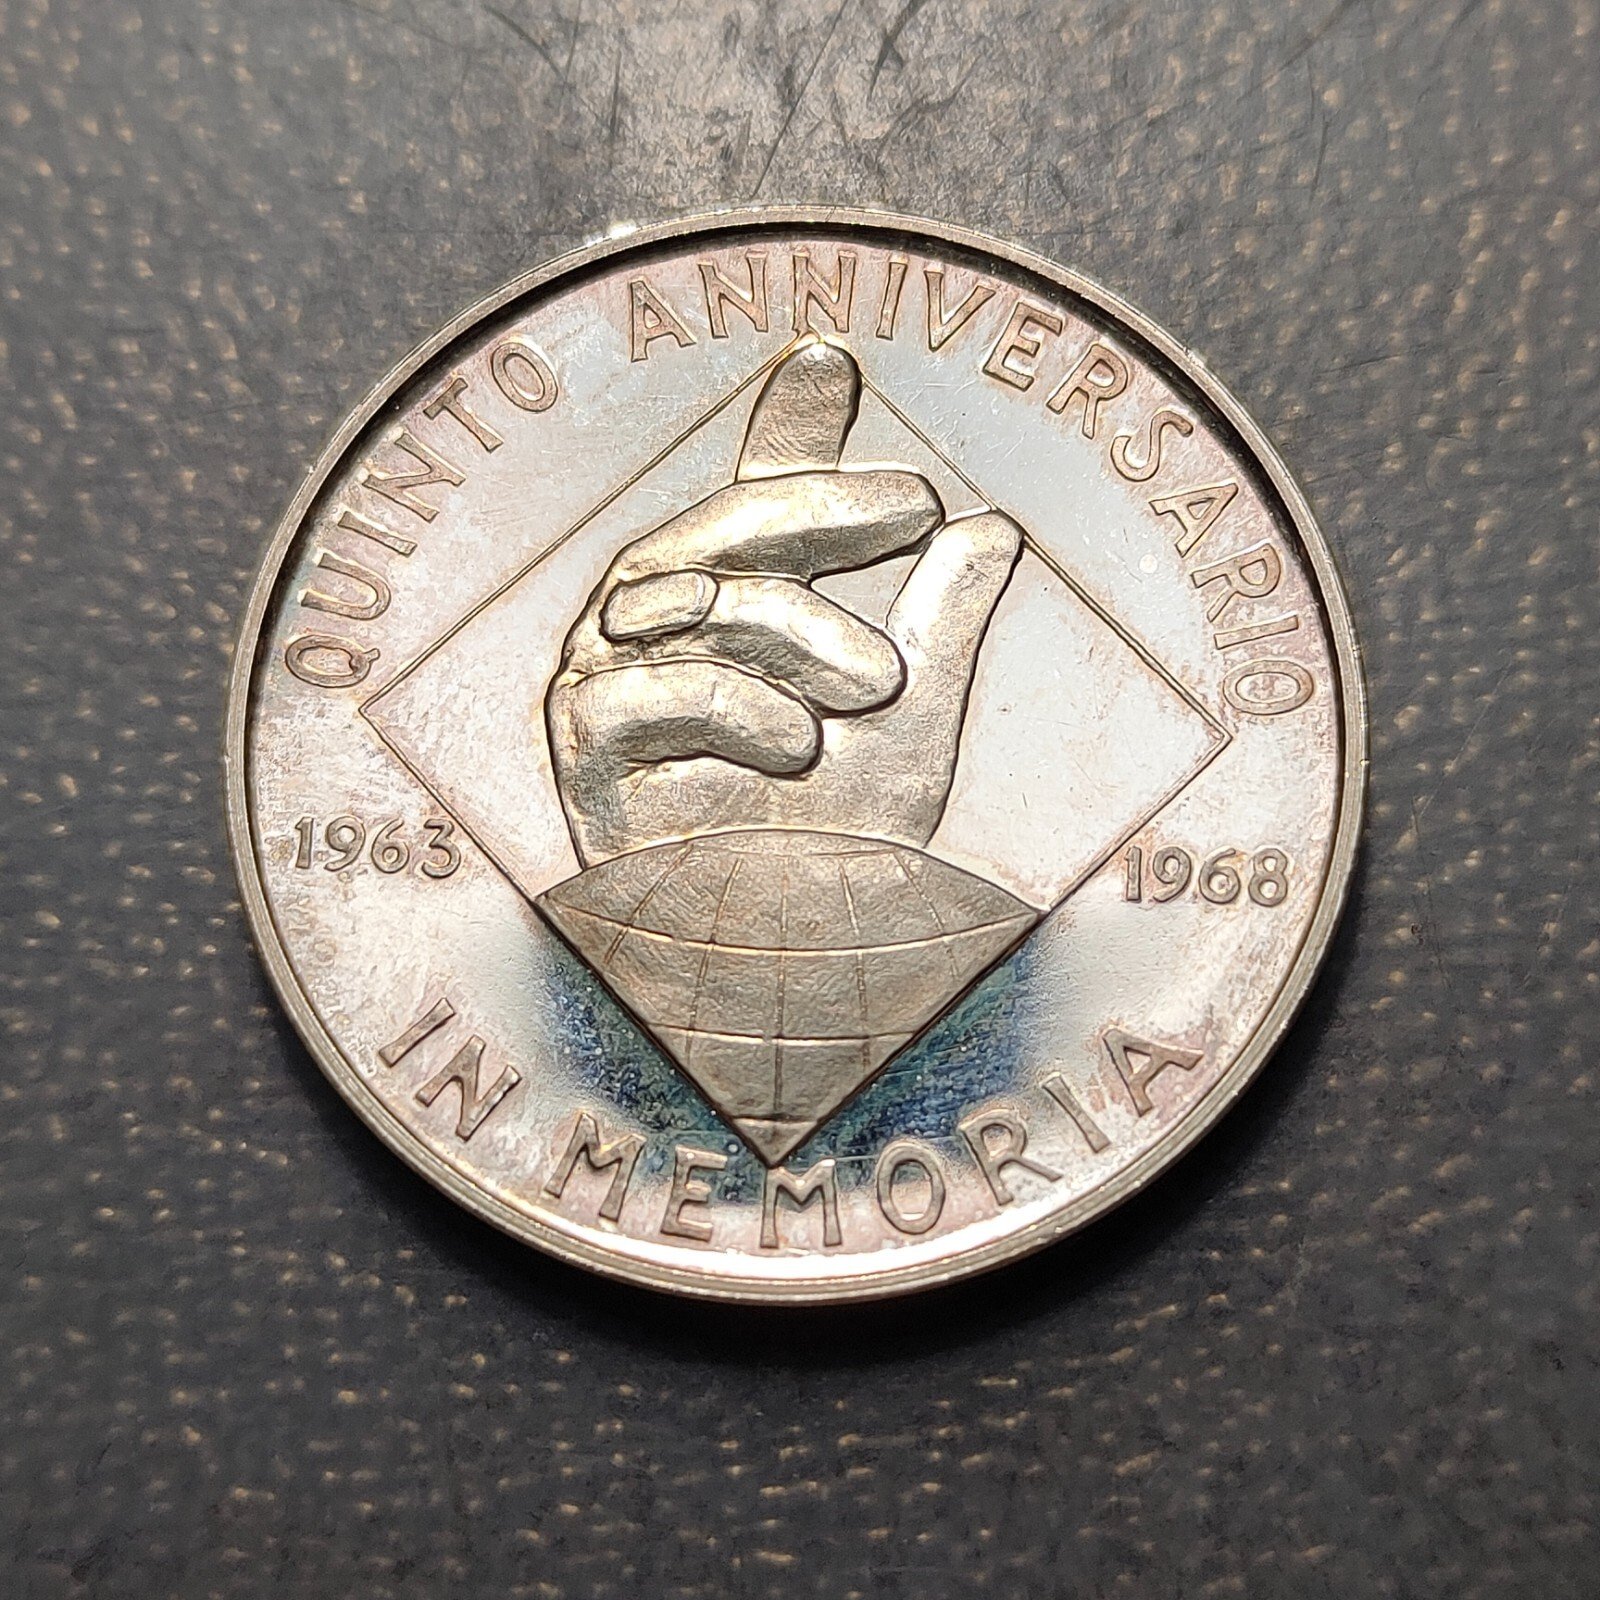 QUINTO ANNIVERSARIO
1963
1968
IN MEMORIA